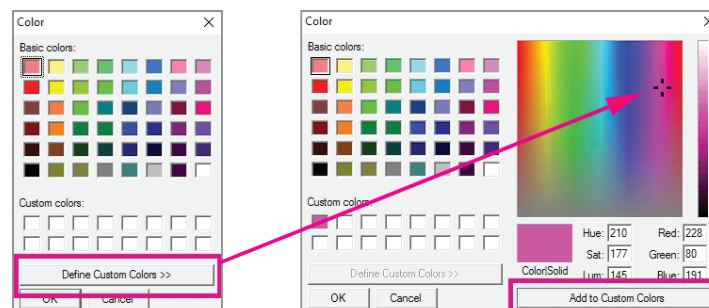 Color
Basic colors:
Custom colors:
Define Custom Colors >>
OK Cancel
Color
Basic colors:
Custom colors:
Define Custom Colors >>
OK Cancel
Color|Solid
Hue: 210 Red: 228
Sat: 177 Green: 80
Lum: 145 Blue: 191
Add to Custom Colors